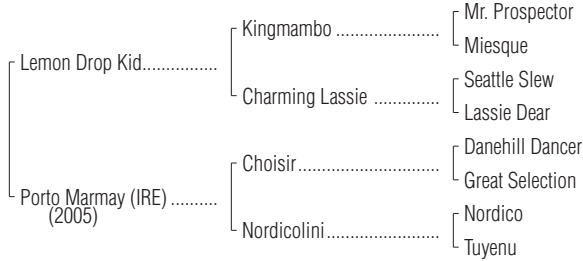 Mr. Prospector
Kingmambo ......................
Miesque
Lemon Drop Kid................
Seattle Slew
Charming Lassie ..............
Lassie Dear
Danehill Dancer
Choisir..............................
Great Selection
Porto Marmay (IRE) ..........
(2005)
Nordico
Nordicolini........................
Tuyenu